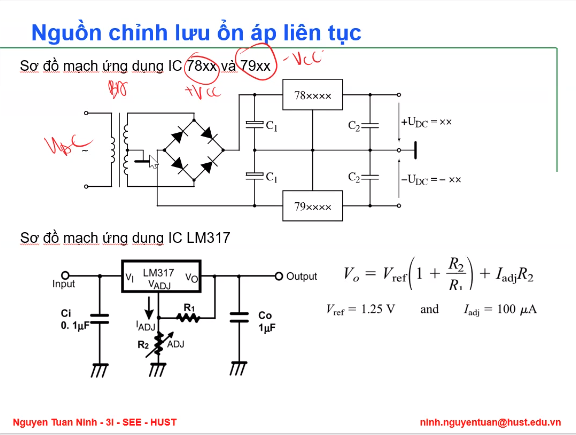 Nguồn chỉnh lưu ổn áp liên tục
Sơ đồ mạch ứng dụng IC 78xx và 79xx
-VCC
+VCC
BA
UAC
~
78xxxx
C1
C2
+UDC = xx
C1
C2
−UDC = − xx
79xxxx
Sơ đồ mạch ứng dụng IC LM317
Input
VI
LM317
VO
VADJ
Output
Ci
0. 1µF
IADJ
R1
R2
ADJ
Co
1µF
Vo = Vref(1 + R2/R1) + IadjR2
Vref = 1.25 V and Iadj = 100 µA
Nguyen Tuan Ninh - 3I - SEE - HUST
ninh.nguyentuan@hust.edu.vn